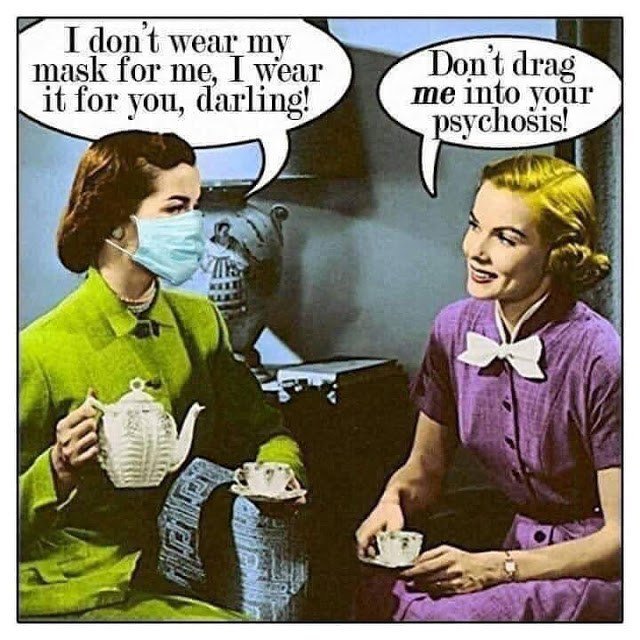 I don't wear my
mask for me, I wear
it for you, darling!
Don't drag
me into your
psychosis!